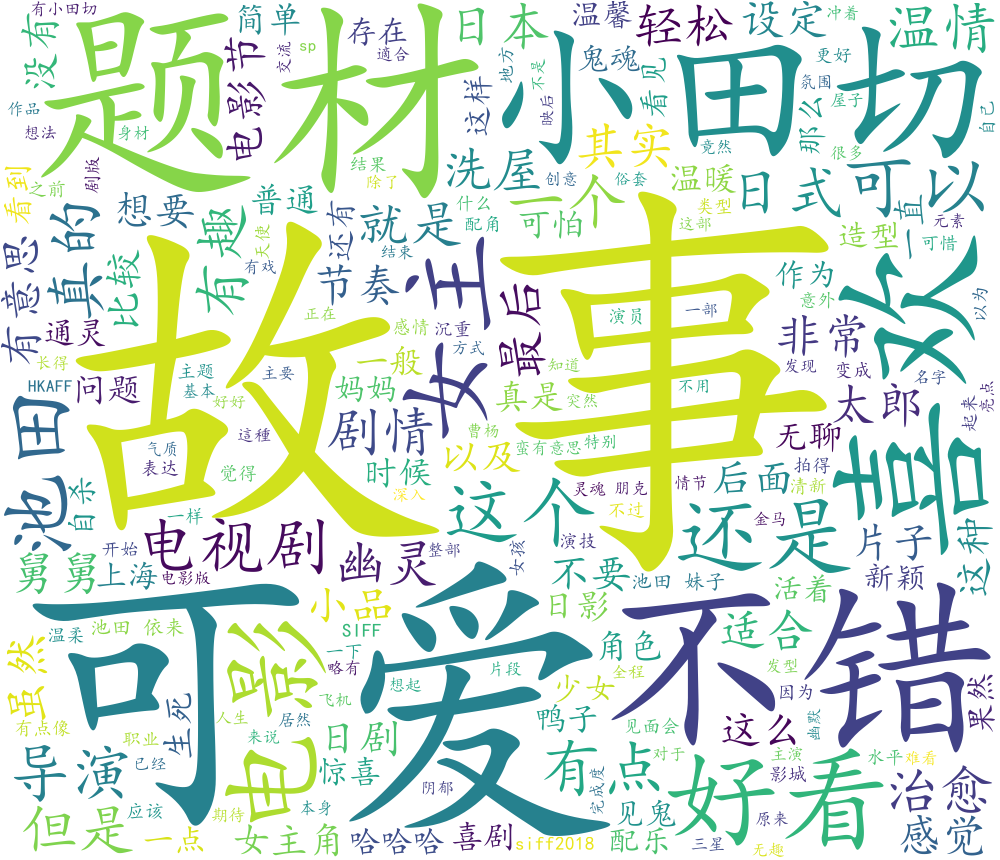 有小田切
简单
没有
题材
电影节
交流
sp
存在
適合
日本
这样
地方
不是
映后
小田切
温馨
鬼魂
轻松
看见
设定
冲着
更好
氛围
那么
屋子
很多
温情
自己
作品
想法
身材
剧版
之前
看到
结果
除了
什么
配角
洗屋
创意
俗套
其实
竟然
一个
可怕
温暖
类型
这部
日式
可以
元素
一直
可惜
造型
有意思
真的
想要
比较
有趣
普通
天使
有戏
还有
就是
节奏
结束
女主
最后
故事
演员
一部
作为
意外
喜欢
以为
通灵
长得
HKAFF
问题
主题
基本
好好
正在
主要
感情
沉重
方式
一般
妈妈
剧情
真是
知道
突然
不用
非常
发现
变成
太郎
名字
起来
亮点
池田
自杀
气质
表达
這種
觉得
时候
曹杨
以及
蛮有意思
特别
深入
这个
灵魂 朋克
情节
不过
后面
无聊
拍得
清新
金马
还是
片子
新颖
这种
一样
电视剧
幽灵
整部
舅舅
开始
上海
电影版
女孩
演技
不要
池田 妹子
活着
可爱
温柔
池田 依来
小品
SIFF
一下
略有
日影
角色
不错
适合
发型
因为
果然
虽然
有点像
生死
职业
已经
人生
来说
电影
居然
飞机
想起
片段
少女
全程
鸭子
见面会
这么
幽默
导演
应该
期待
本身
日剧
惊喜
阴郁
有点
完成度
对于
主演
影城
水平
难看
好看
治愈
但是
一点
女主角
哈哈哈
喜剧
siff2018
见鬼
配乐
三星
原来
无趣
感觉